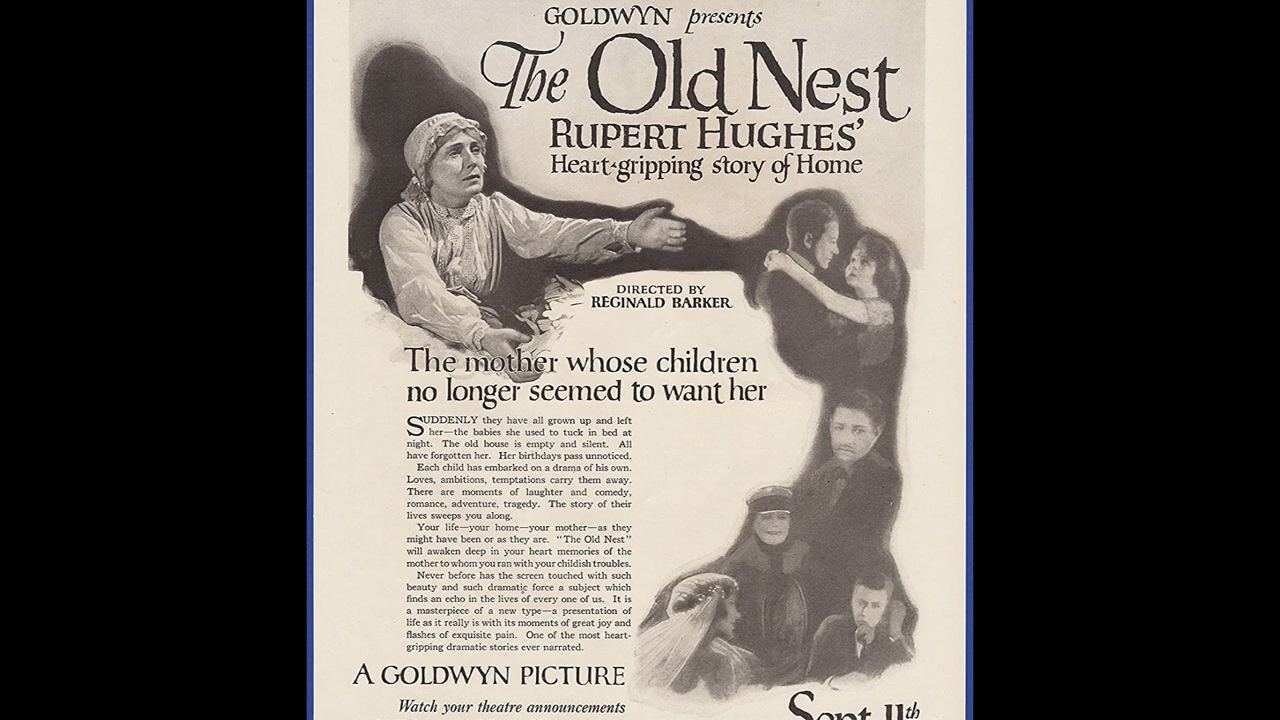 GOLDWYN presents
The Old Nest
RUPERT HUGHES'
Heart-gripping story of Home
DIRECTED BY
REGINALD BARKER
The mother whose children
no longer seemed to want her
SUDDENLY they have all grown up and left
her—the babies she used to tuck in bed at
night. The old house is empty and silent. All
have forgotten her. Her birthdays pass unnoticed.
Each child has embarked on a drama of his own.
Loves, ambitions, temptations carry them away.
There are moments of laughter and comedy,
romance, adventure, tragedy. The story of their
lives sweeps you along.
Your life—your home—your mother—as they
might have been or as they are. "The Old Nest"
will awaken deep in your heart memories of the
mother to whom you ran with your childish troubles.
Never before has the screen touched with such
beauty and such dramatic force a subject which
finds an echo in the lives of every one of us. It is
a masterpiece of a new type—a presentation of
life as it really is with its moments of great joy and
flashes of exquisite pain. One of the most heart-
gripping dramatic stories ever narrated.
A GOLDWYN PICTURE
Watch your theatre announcements
Sept 11th